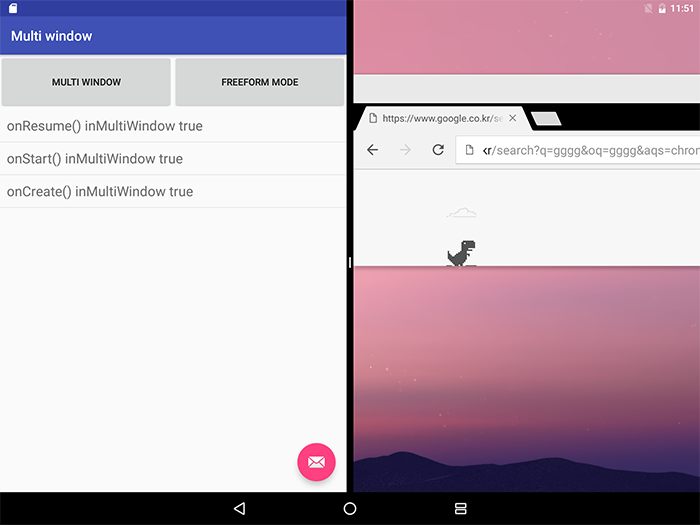 11:51
Multi window
MULTI WINDOW
FREEFORM MODE
onResume() inMultiWindow true
onStart() inMultiWindow true
onCreate() inMultiWindow true
https://www.google.co.kr/se
kr/search?q=gggg&oq=gggg&aqs=chron